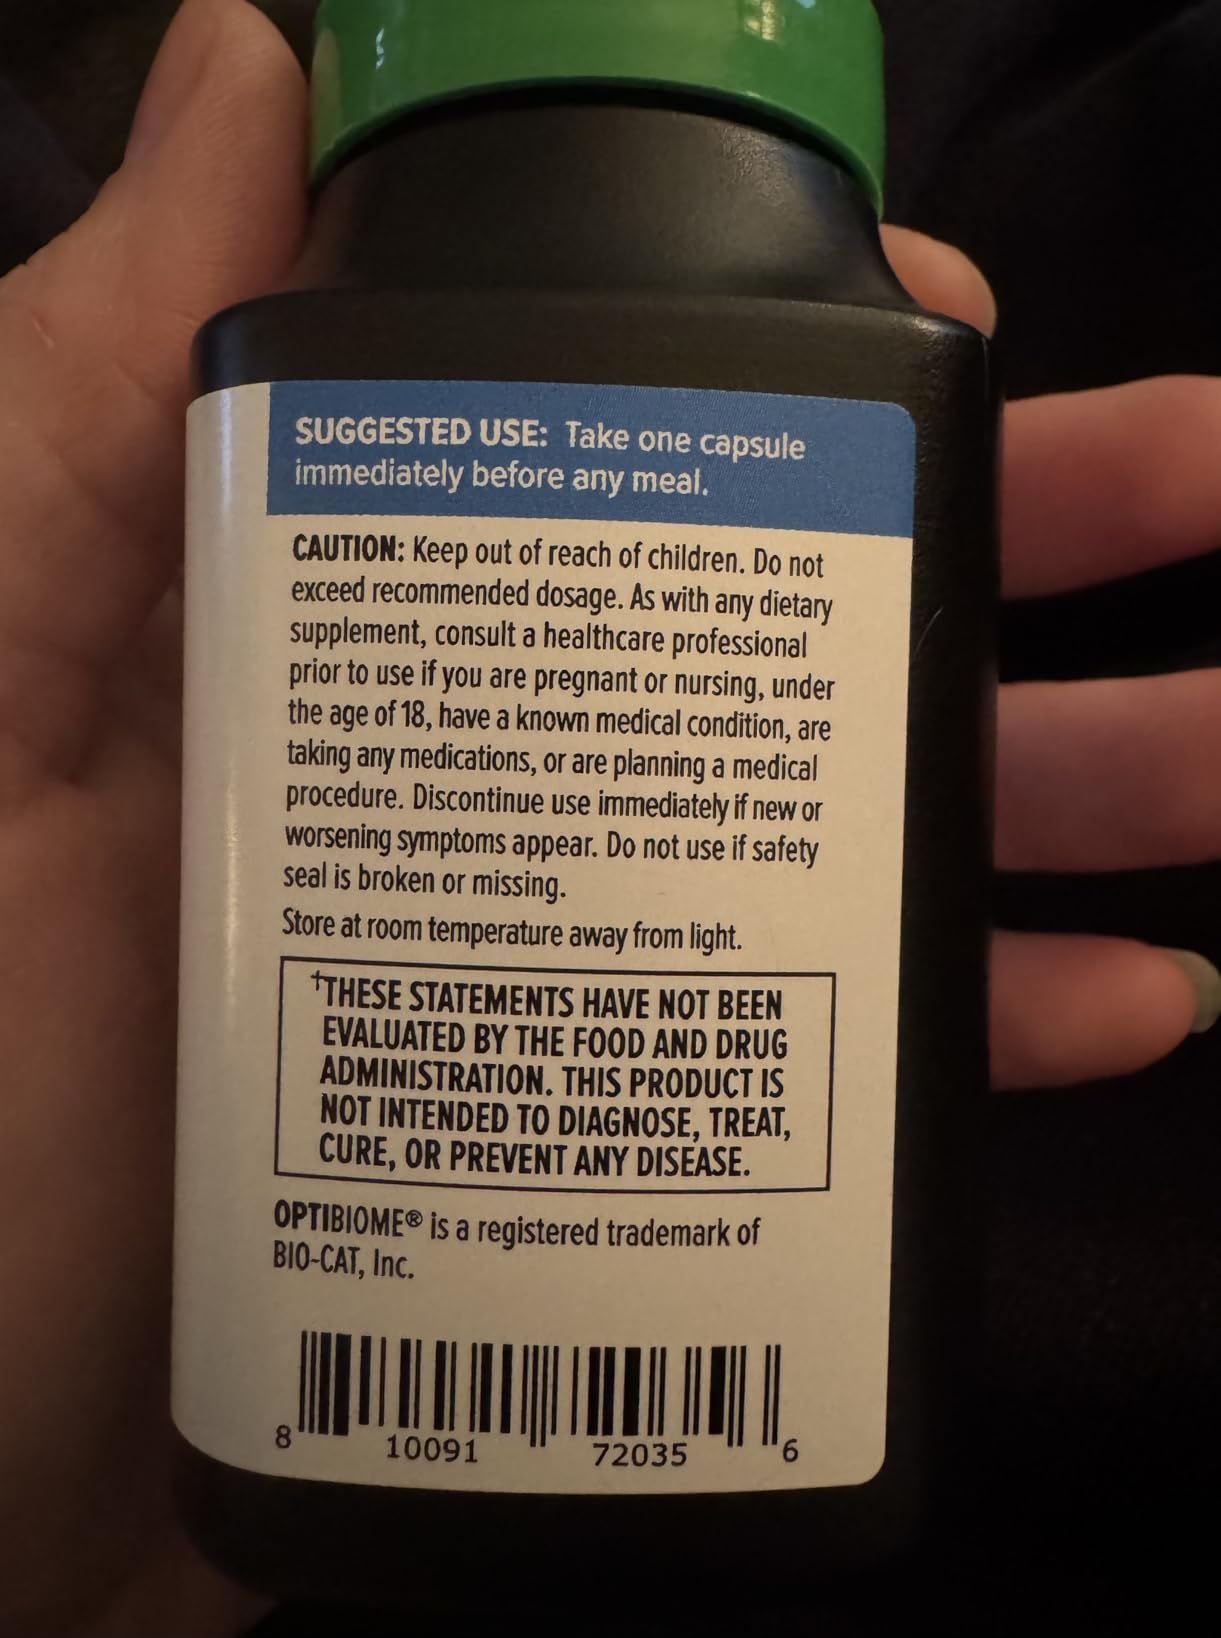 SUGGESTED USE: Take one capsule
immediately before any meal.
CAUTION: Keep out of reach of children. Do not
exceed recommended dosage. As with any dietary
supplement, consult a healthcare professional
prior to use if you are pregnant or nursing, under
the age of 18, have a known medical condition, are
taking any medications, or are planning a medical
procedure. Discontinue use immediately if new or
worsening symptoms appear. Do not use if safety
seal is broken or missing.
Store at room temperature away from light.
†THESE STATEMENTS HAVE NOT BEEN
EVALUATED BY THE FOOD AND DRUG
ADMINISTRATION. THIS PRODUCT IS
NOT INTENDED TO DIAGNOSE, TREAT,
CURE, OR PREVENT ANY DISEASE.
OPTIBIOME® is a registered trademark of
BIO-CAT, Inc.
8 10091 72035 6